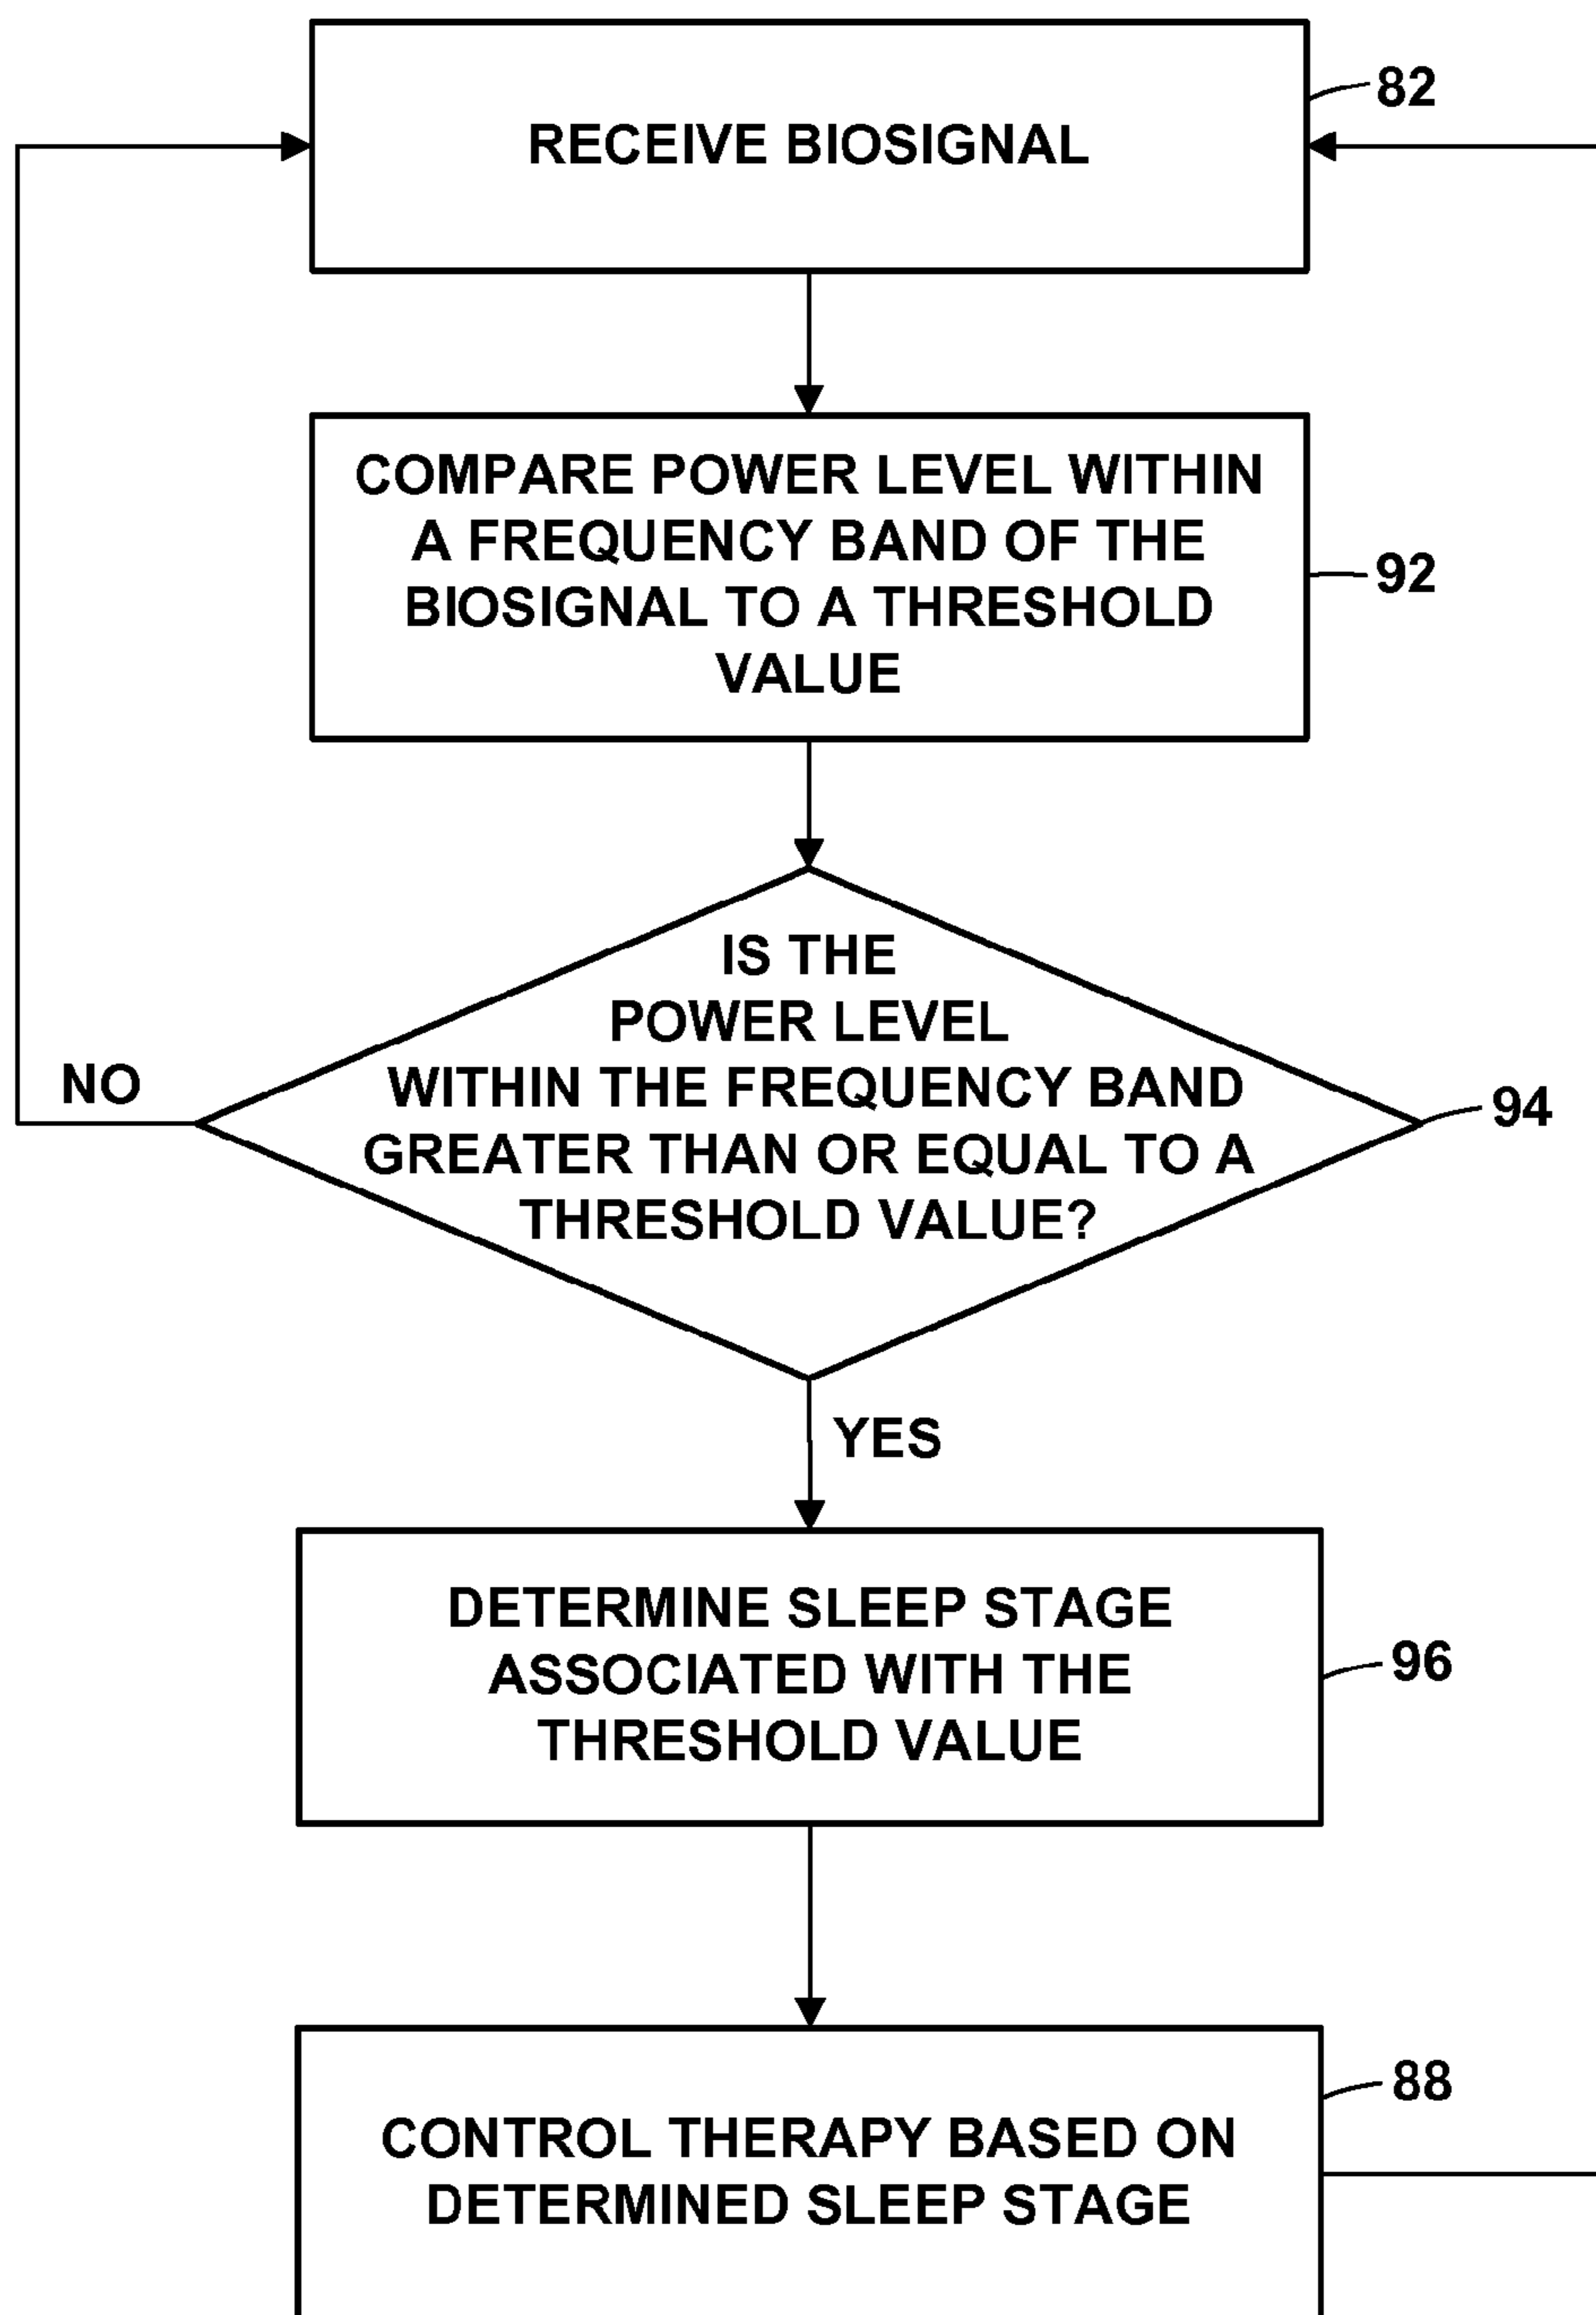 RECEIVE BIOSIGNAL
82
COMPARE POWER LEVEL WITHIN
A FREQUENCY BAND OF THE
BIOSIGNAL TO A THRESHOLD
VALUE
92
IS THE
POWER LEVEL
WITHIN THE FREQUENCY BAND
GREATER THAN OR EQUAL TO A
THRESHOLD VALUE?
94
NO
YES
DETERMINE SLEEP STAGE
ASSOCIATED WITH THE
THRESHOLD VALUE
96
CONTROL THERAPY BASED ON
DETERMINED SLEEP STAGE
88